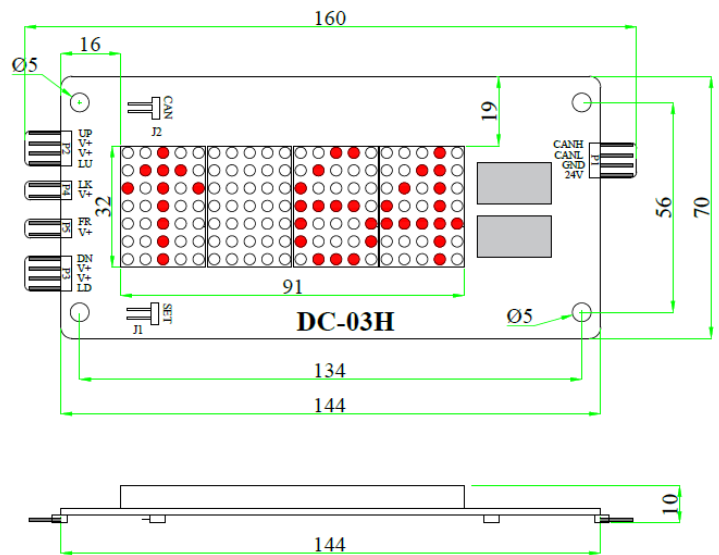 160
16
Ø5
CAN
J2
19
UP
V+
V+
LU
P2
CANH
CANL
GND
24V
P1
LK
V+
P4
32
56
70
FR
V+
P5
DN
V+
V+
LD
P3
64
91
SET
J1
DC-03H
Ø5
134
144
10
144